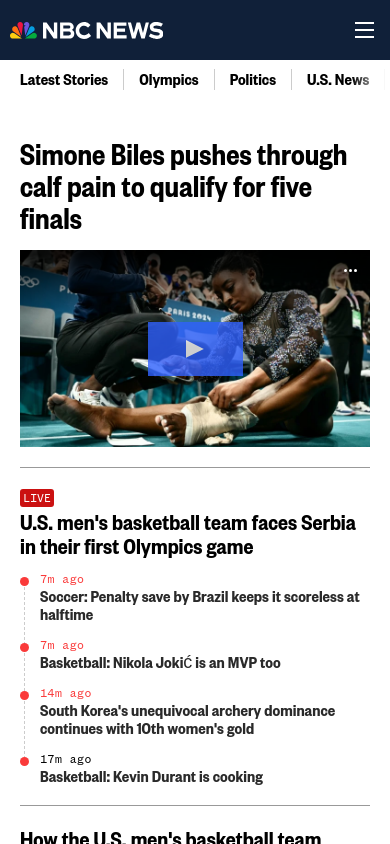 NBC NEWS
Latest Stories
Olympics
Politics
U.S. News
Simone Biles pushes through
calf pain to qualify for five
finals
PARIS 2024
LIVE
U.S. men's basketball team faces Serbia
in their first Olympics game
7m ago
Soccer: Penalty save by Brazil keeps it scoreless at
halftime
7m ago
Basketball: Nikola JokiĆ is an MVP too
14m ago
South Korea's unequivocal archery dominance
continues with 10th women's gold
17m ago
Basketball: Kevin Durant is cooking
How the U.S. men's basketball team